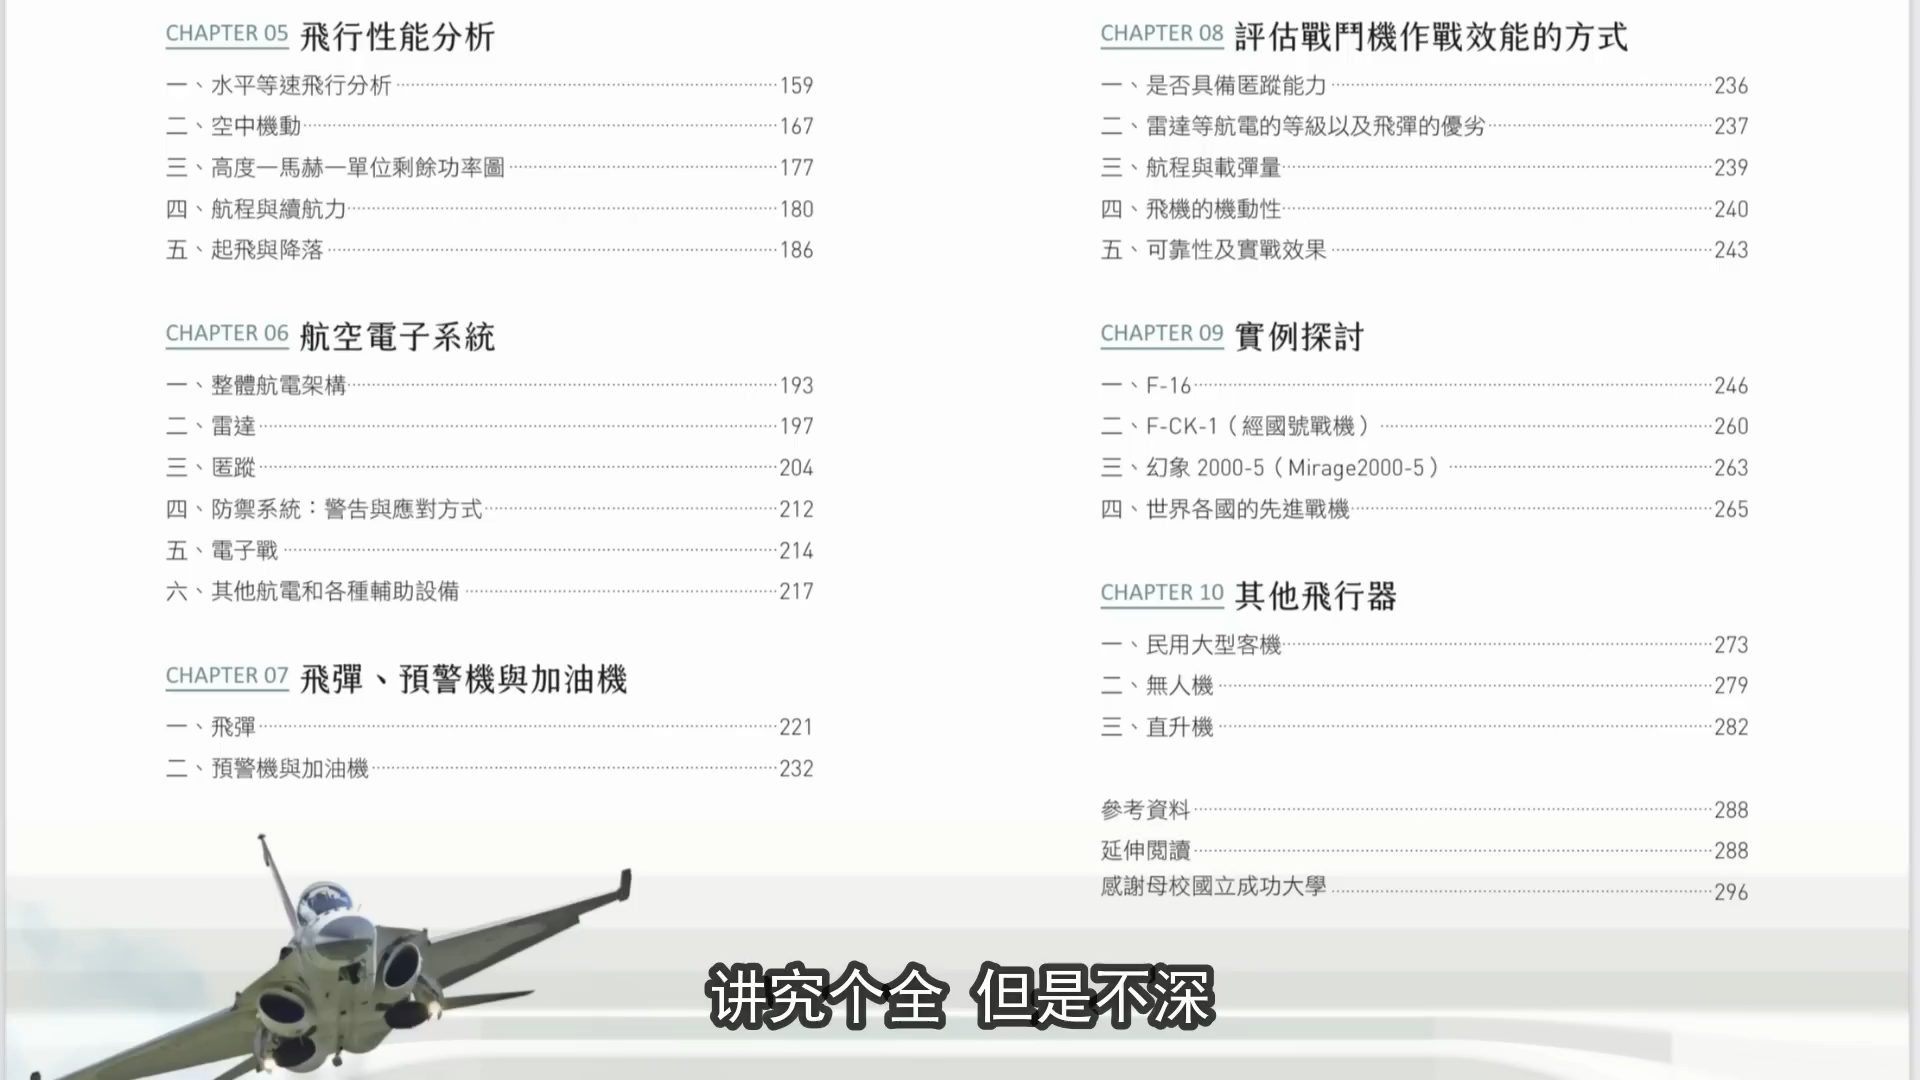 CHAPTER 05 飛行性能分析
一、水平等速飛行分析 159
二、空中機動 167
三、高度—馬赫—單位剩餘功率圖 177
四、航程與續航力 180
五、起飛與降落 186
CHAPTER 06 航空電子系統
一、整體航電架構 193
二、雷達 197
三、匿蹤 204
四、防禦系統：警告與應對方式 212
五、電子戰 214
六、其他航電和各種輔助設備 217
CHAPTER 07 飛彈、預警機與加油機
一、飛彈 221
二、預警機與加油機 232
CHAPTER 08 評估戰鬥機作戰效能的方式
一、是否具備匿蹤能力 236
二、雷達等航電的等級以及飛彈的優劣 237
三、航程與載彈量 239
四、飛機的機動性 240
五、可靠性及實戰效果 243
CHAPTER 09 實例探討
一、F-16 246
二、F-CK-1（經國號戰機） 260
三、幻象 2000-5（Mirage2000-5） 263
四、世界各國的先進戰機 265
CHAPTER 10 其他飛行器
一、民用大型客機 273
二、無人機 279
三、直升機 282
參考資料 288
延伸閱讀 288
感謝母校國立成功大學 296
讲究个全 但是不深